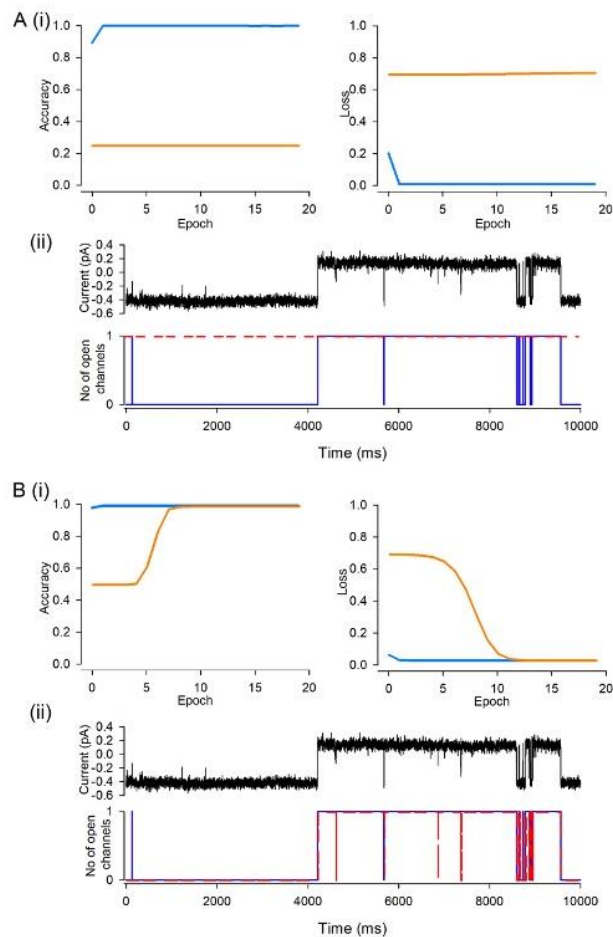 A (i)
1.0
0.8
0.6
0.4
0.2
0.0
Accuracy
0 5 10 15 20
Epoch
1.0
0.8
0.6
0.4
0.2
0.0
Loss
0 5 10 15 20
Epoch
(ii)
0.4
0.2
0.0
-0.2
-0.4
-0.6
Current (pA)
1
0
No of open
channels
0 2000 4000 6000 8000 10000
Time (ms)
B (i)
1.0
0.8
0.6
0.4
0.2
0.0
Accuracy
0 5 10 15 20
Epoch
1.0
0.8
0.6
0.4
0.2
0.0
Loss
0 5 10 15 20
Epoch
(ii)
0.4
0.2
0.0
-0.2
-0.4
-0.6
Current (pA)
1
0
No of open
channels
0 2000 4000 6000 8000 10000
Time (ms)